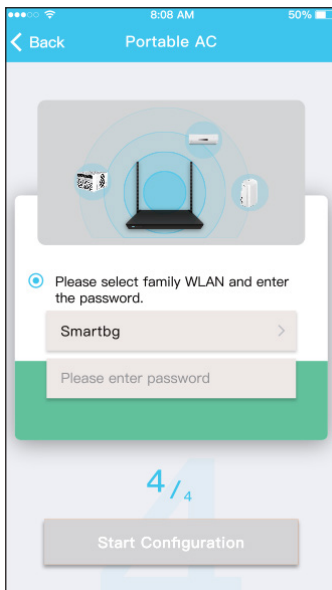 8:08 AM
50%
Back
Portable AC
Please select family WLAN and enter
the password.
Smartbg
Please enter password
4/4
Start Configuration